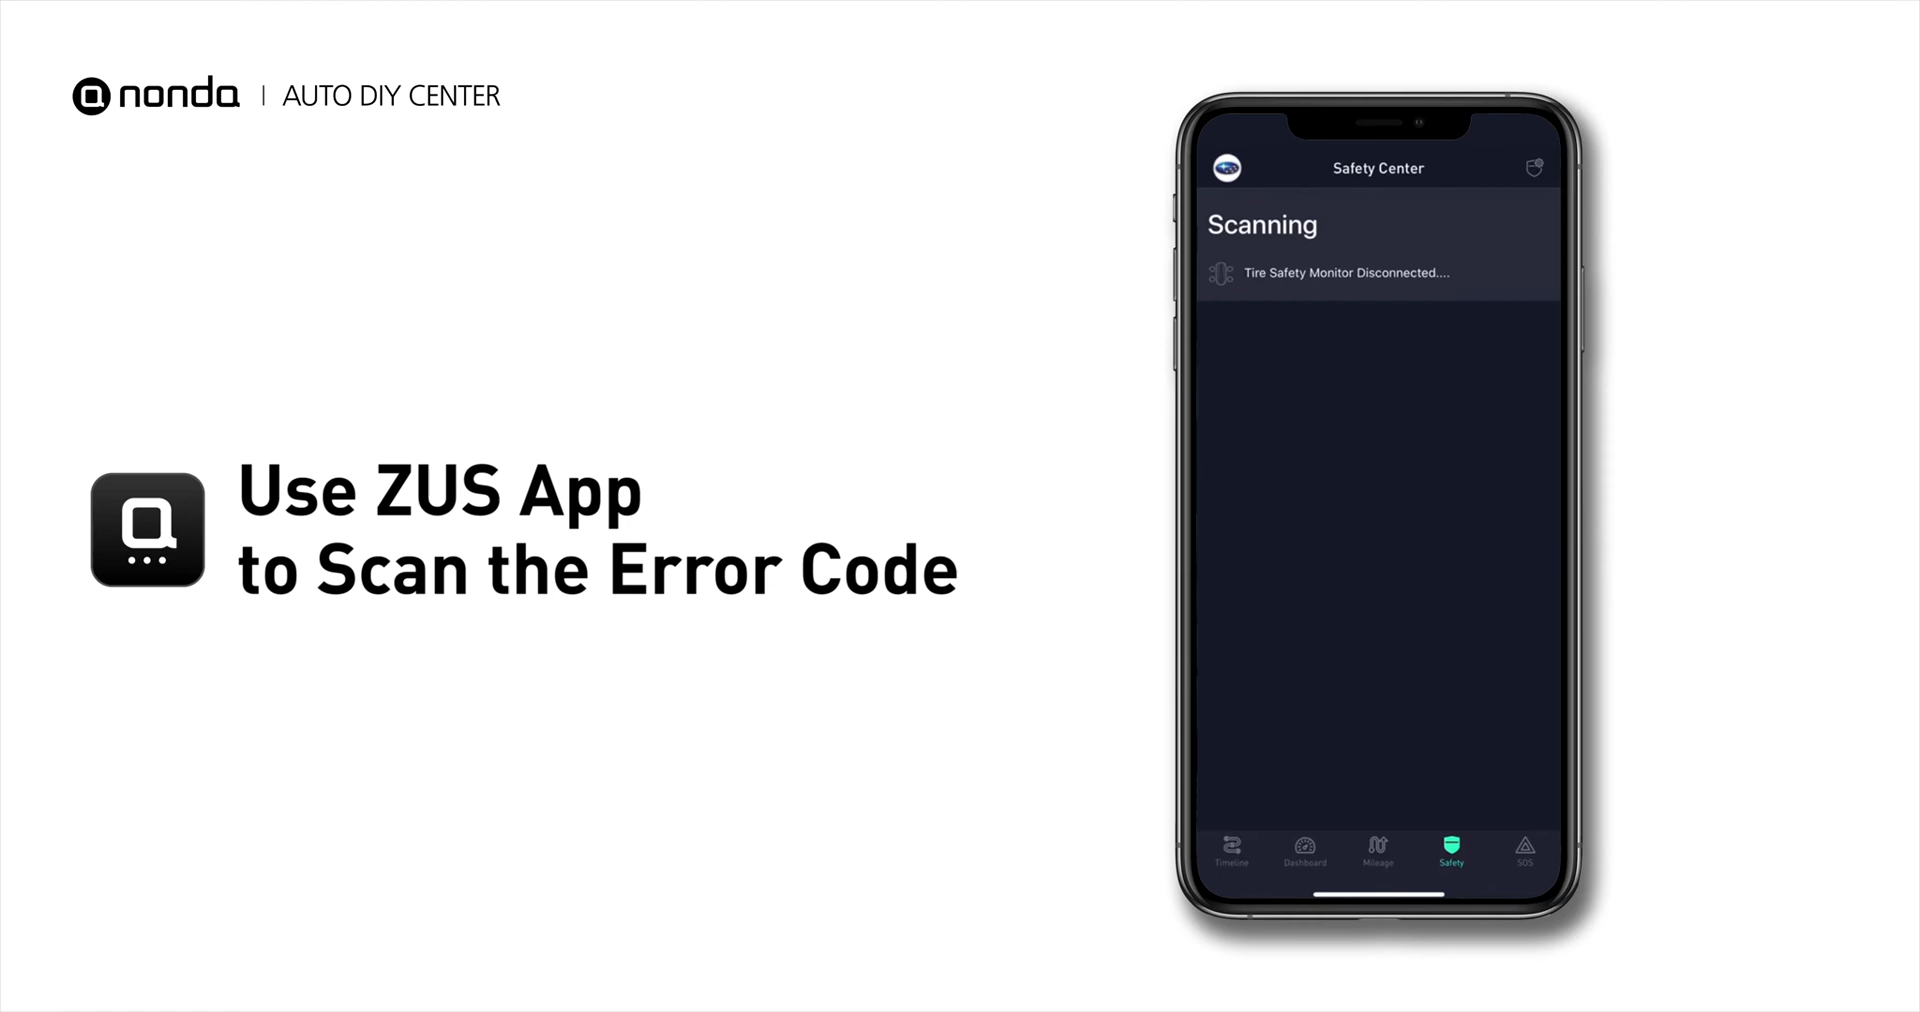 nonda | AUTO DIY CENTER
Use ZUS App
to Scan the Error Code
Safety Center
Scanning
Tire Safety Monitor Disconnected....
Timeline
Dashboard
Mileage
Safety
SOS